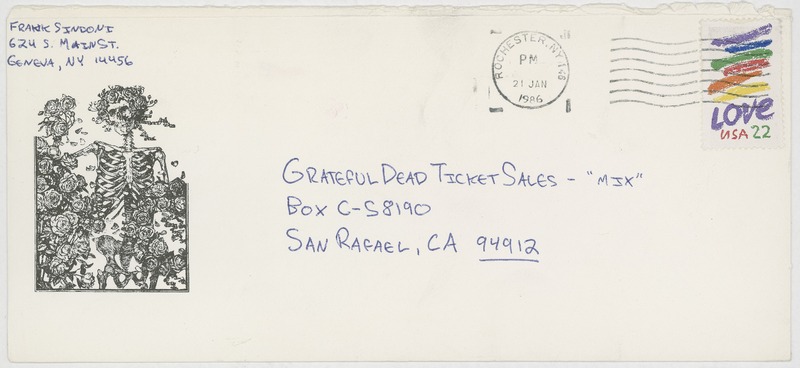 FRANK SINDONI
624 S. MAIN ST.
GENEVA, NY 14456
ROCHESTER, NY 146
PM
21 JAN
1986
LOVE
USA 22
GRATEFUL DEAD TICKET SALES - "MIX"
BOX C-S8190
SAN RAFAEL, CA 94912